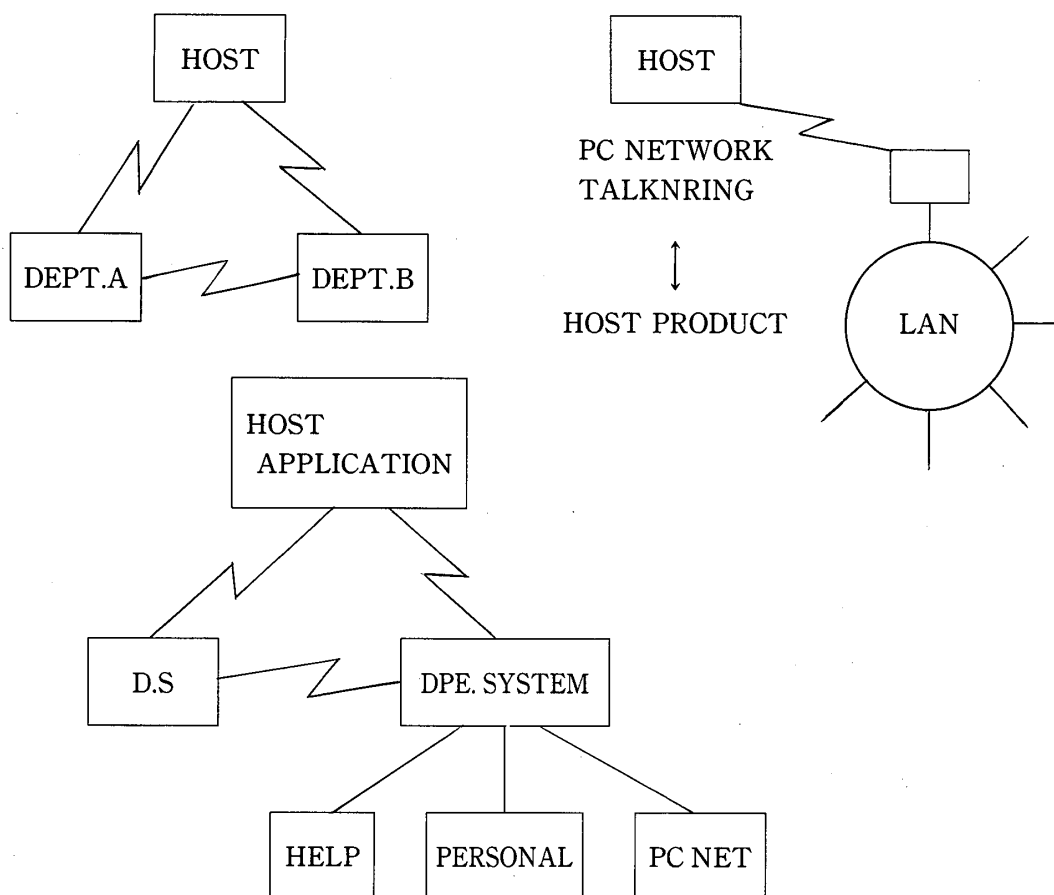 HOST
DEPT.A
DEPT.B
HOST
PC NETWORK
TALKNRING
HOST PRODUCT
LAN
HOST
APPLICATION
D.S
DPE. SYSTEM
HELP
PERSONAL
PC NET